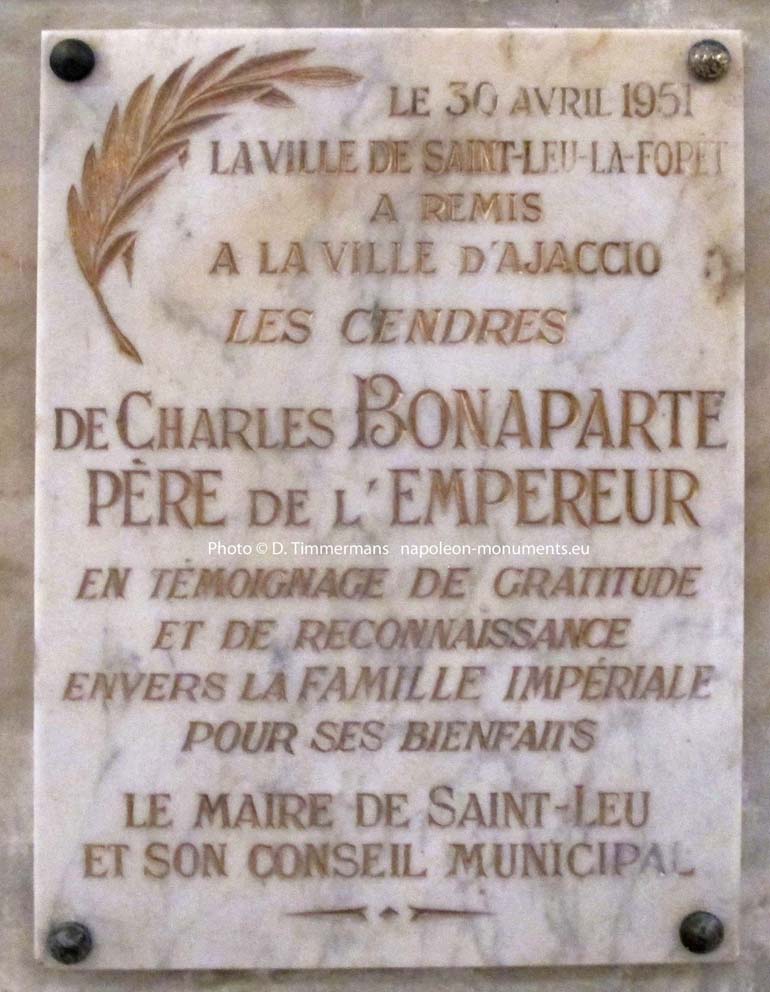 LE 30 AVRIL 1951
LA VILLE DE SAINT-LEU-LA-FORÊT
A REMIS
A LA VILLE D'AJACCIO
LES CENDRES
DE CHARLES BONAPARTE
PÈRE DE L'EMPEREUR
Photo © D. Timmermans napoleon-monuments.eu
EN TÉMOIGNAGE DE GRATITUDE
ET DE RECONNAISSANCE
ENVERS LA FAMILLE IMPÉRIALE
POUR SES BIENFAITS
LE MAIRE DE SAINT-LEU
ET SON CONSEIL MUNICIPAL